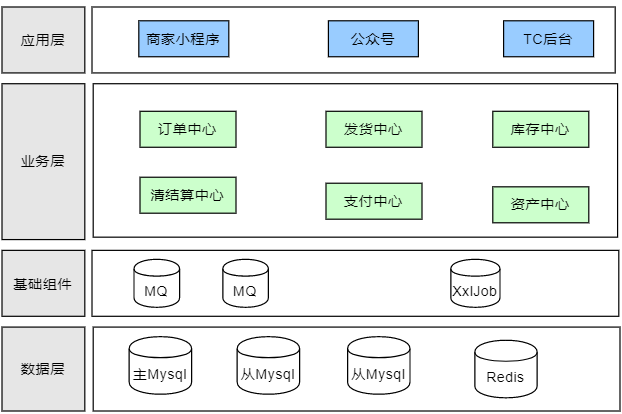 应用层
商家小程序
公众号
TC后台
业务层
订单中心
发货中心
库存中心
清结算中心
支付中心
资产中心
基础组件
MQ
MQ
XxlJob
数据层
主Mysql
从Mysql
从Mysql
Redis